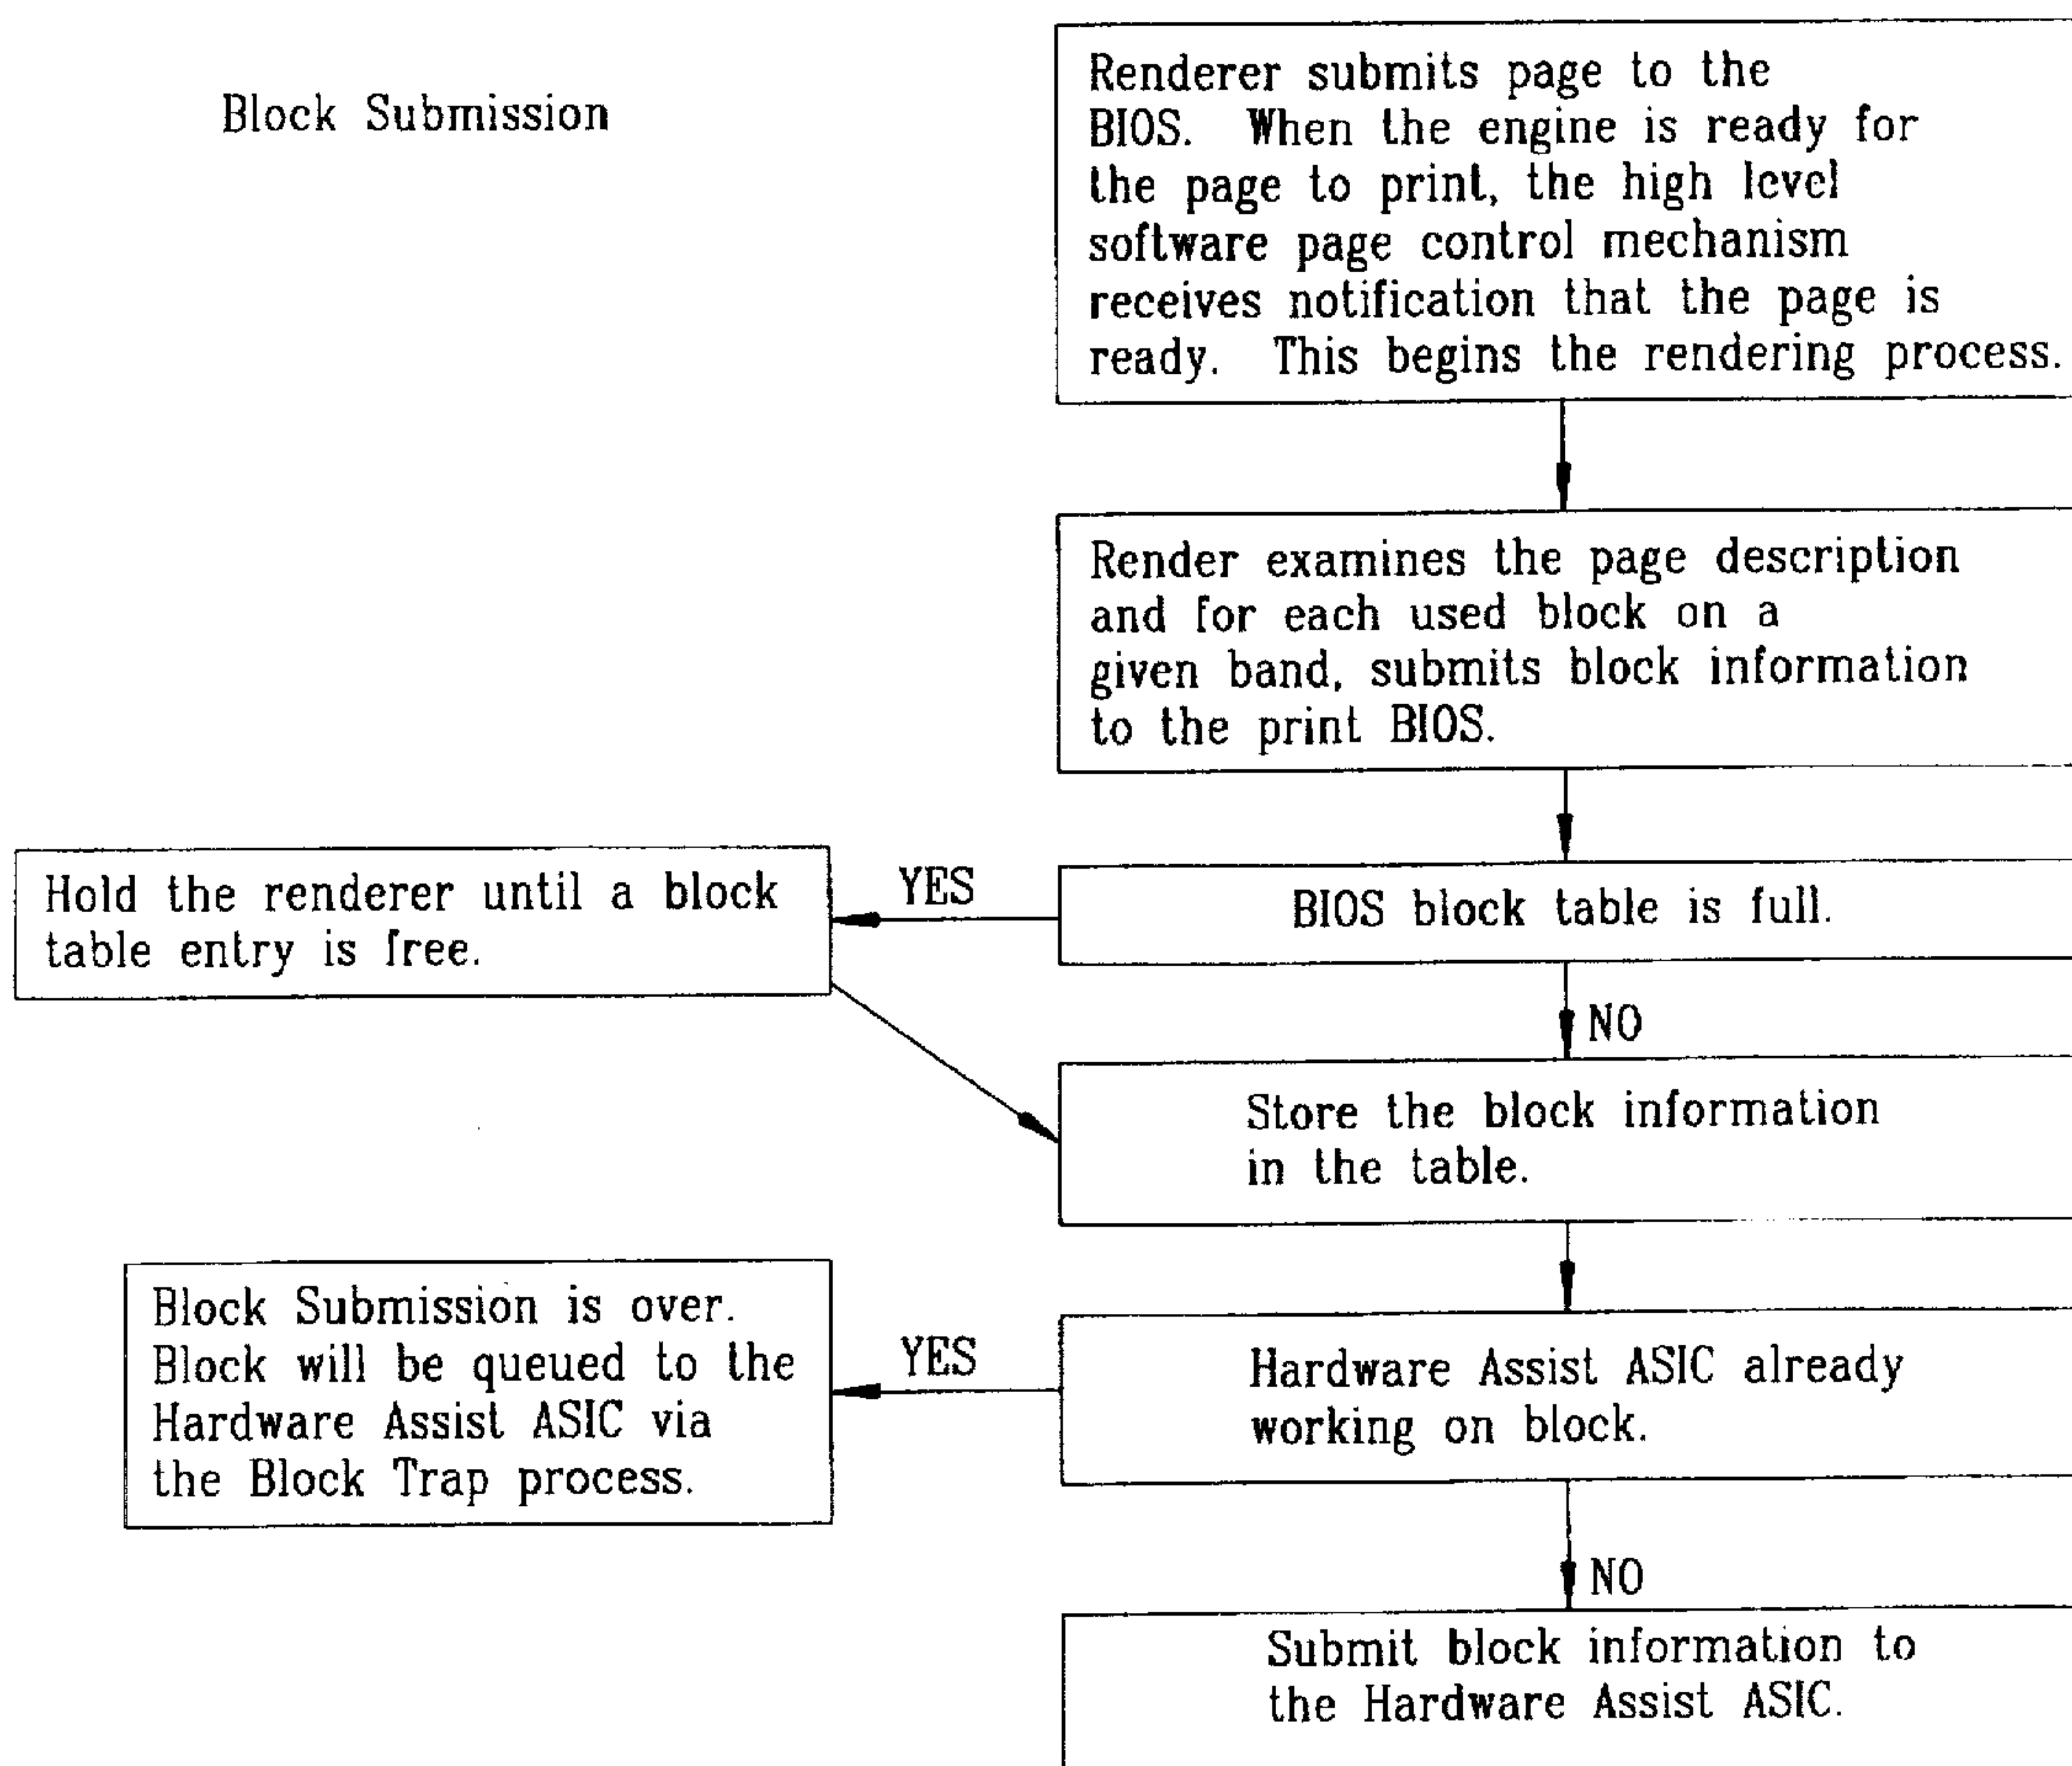 Block Submission
Renderer submits page to the
BIOS. When the engine is ready for
the page to print, the high level
software page control mechanism
receives notification that the page is
ready. This begins the rendering process.
Render examines the page description
and for each used block on a
given band, submits block information
to the print BIOS.
BIOS block table is full.
YES
Hold the renderer until a block
table entry is free.
NO
Store the block information
in the table.
Hardware Assist ASIC already
working on block.
YES
Block Submission is over.
Block will be queued to the
Hardware Assist ASIC via
the Block Trap process.
NO
Submit block information to
the Hardware Assist ASIC.